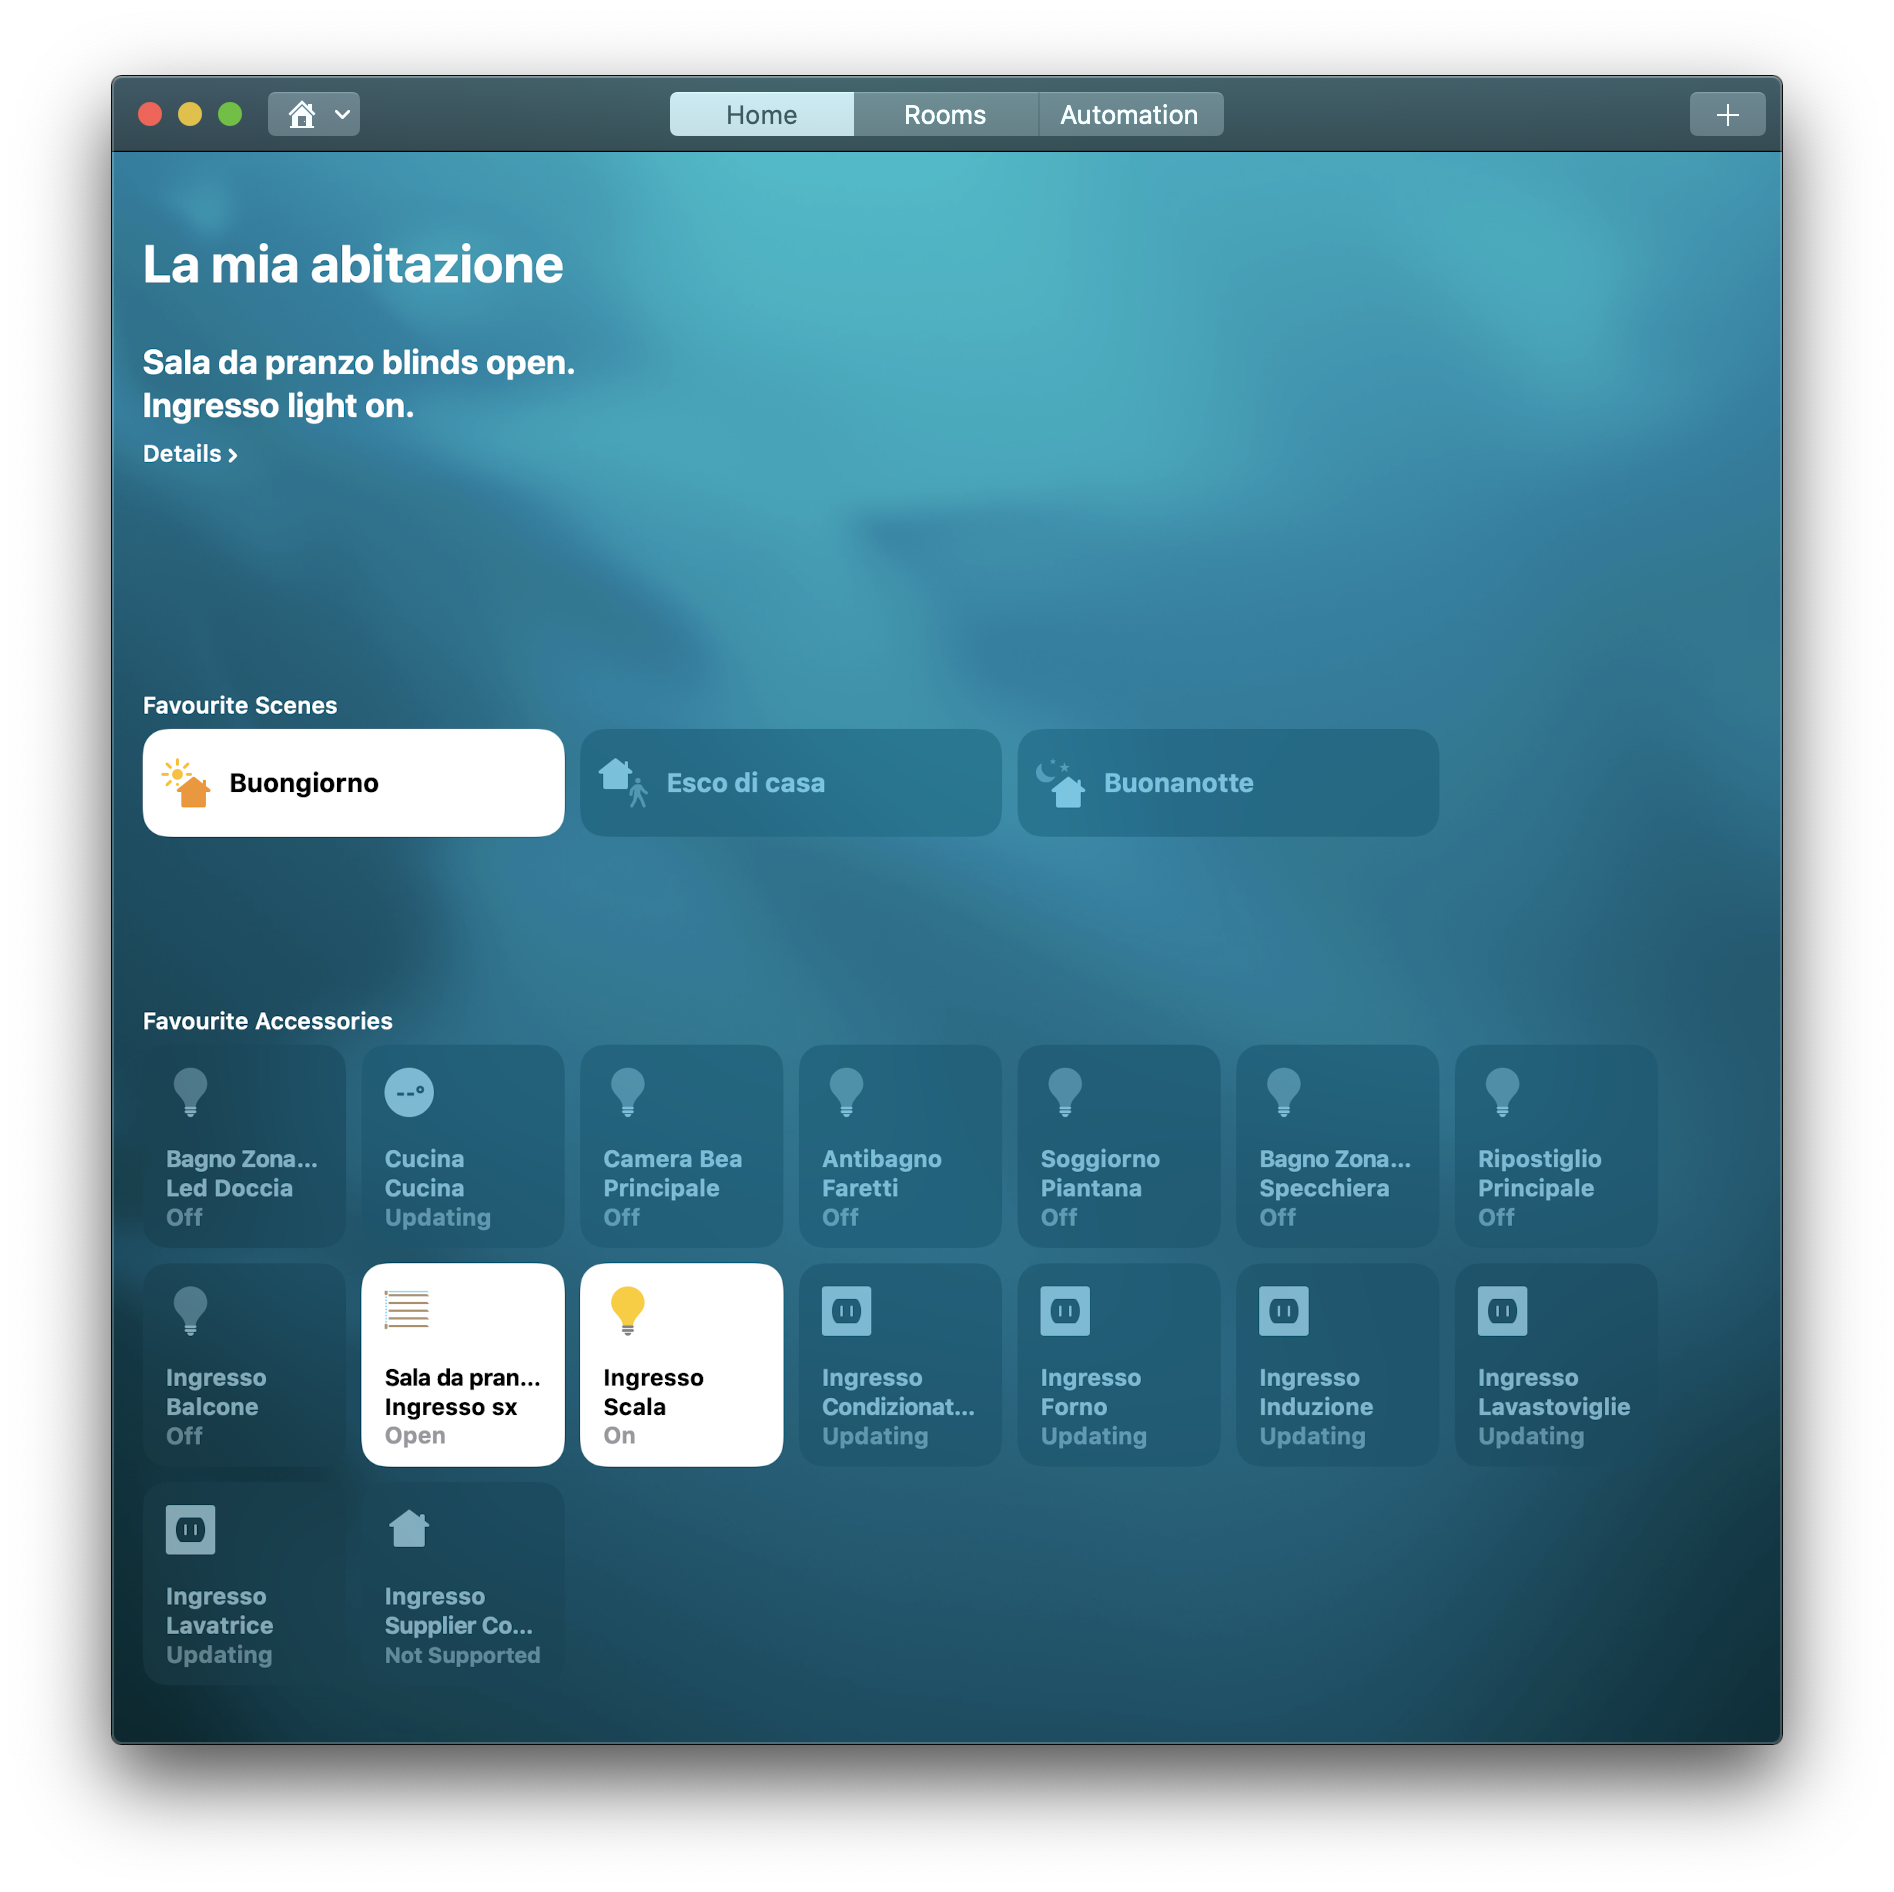 Home Rooms Automation
La mia abitazione
Sala da pranzo blinds open.
Ingresso light on.
Details
Favourite Scenes
Buongiorno
Esco di casa
Buonanotte
Favourite Accessories
Bagno Zona...
Led Doccia
Off
Cucina
Cucina
Updating
Camera Bea
Principale
Off
Antibagno
Faretti
Off
Soggiorno
Piantana
Off
Bagno Zona...
Specchiera
Off
Ripostiglio
Principale
Off
Ingresso
Balcone
Off
Sala da pran...
Ingresso sx
Open
Ingresso
Scala
On
Ingresso
Condizionat...
Updating
Ingresso
Forno
Updating
Ingresso
Induzione
Updating
Ingresso
Lavastoviglie
Updating
Ingresso
Lavatrice
Updating
Ingresso
Supplier Co...
Not Supported